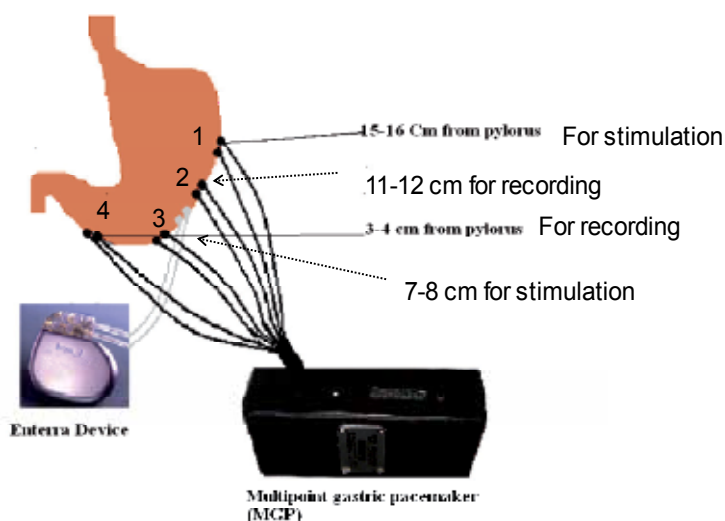 1
15-16 Cm from pylorus For stimulation
2
11-12 cm for recording
4
3
3-4 cm from pylorus For recording
7-8 cm for stimulation
Enterra Device
Multipoint gastric pacemaker
(MGP)